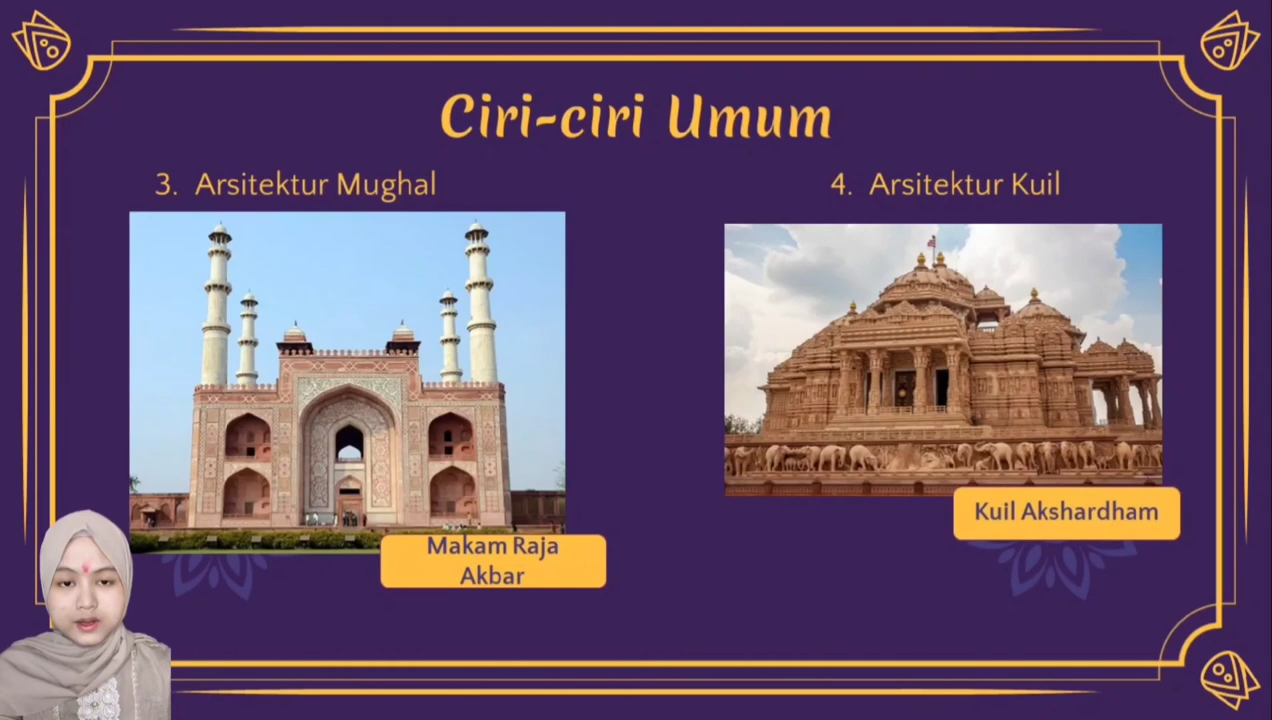 Ciri-ciri Umum
3. Arsitektur Mughal
4. Arsitektur Kuil
Kuil Akshardham
Makam Raja
Akbar